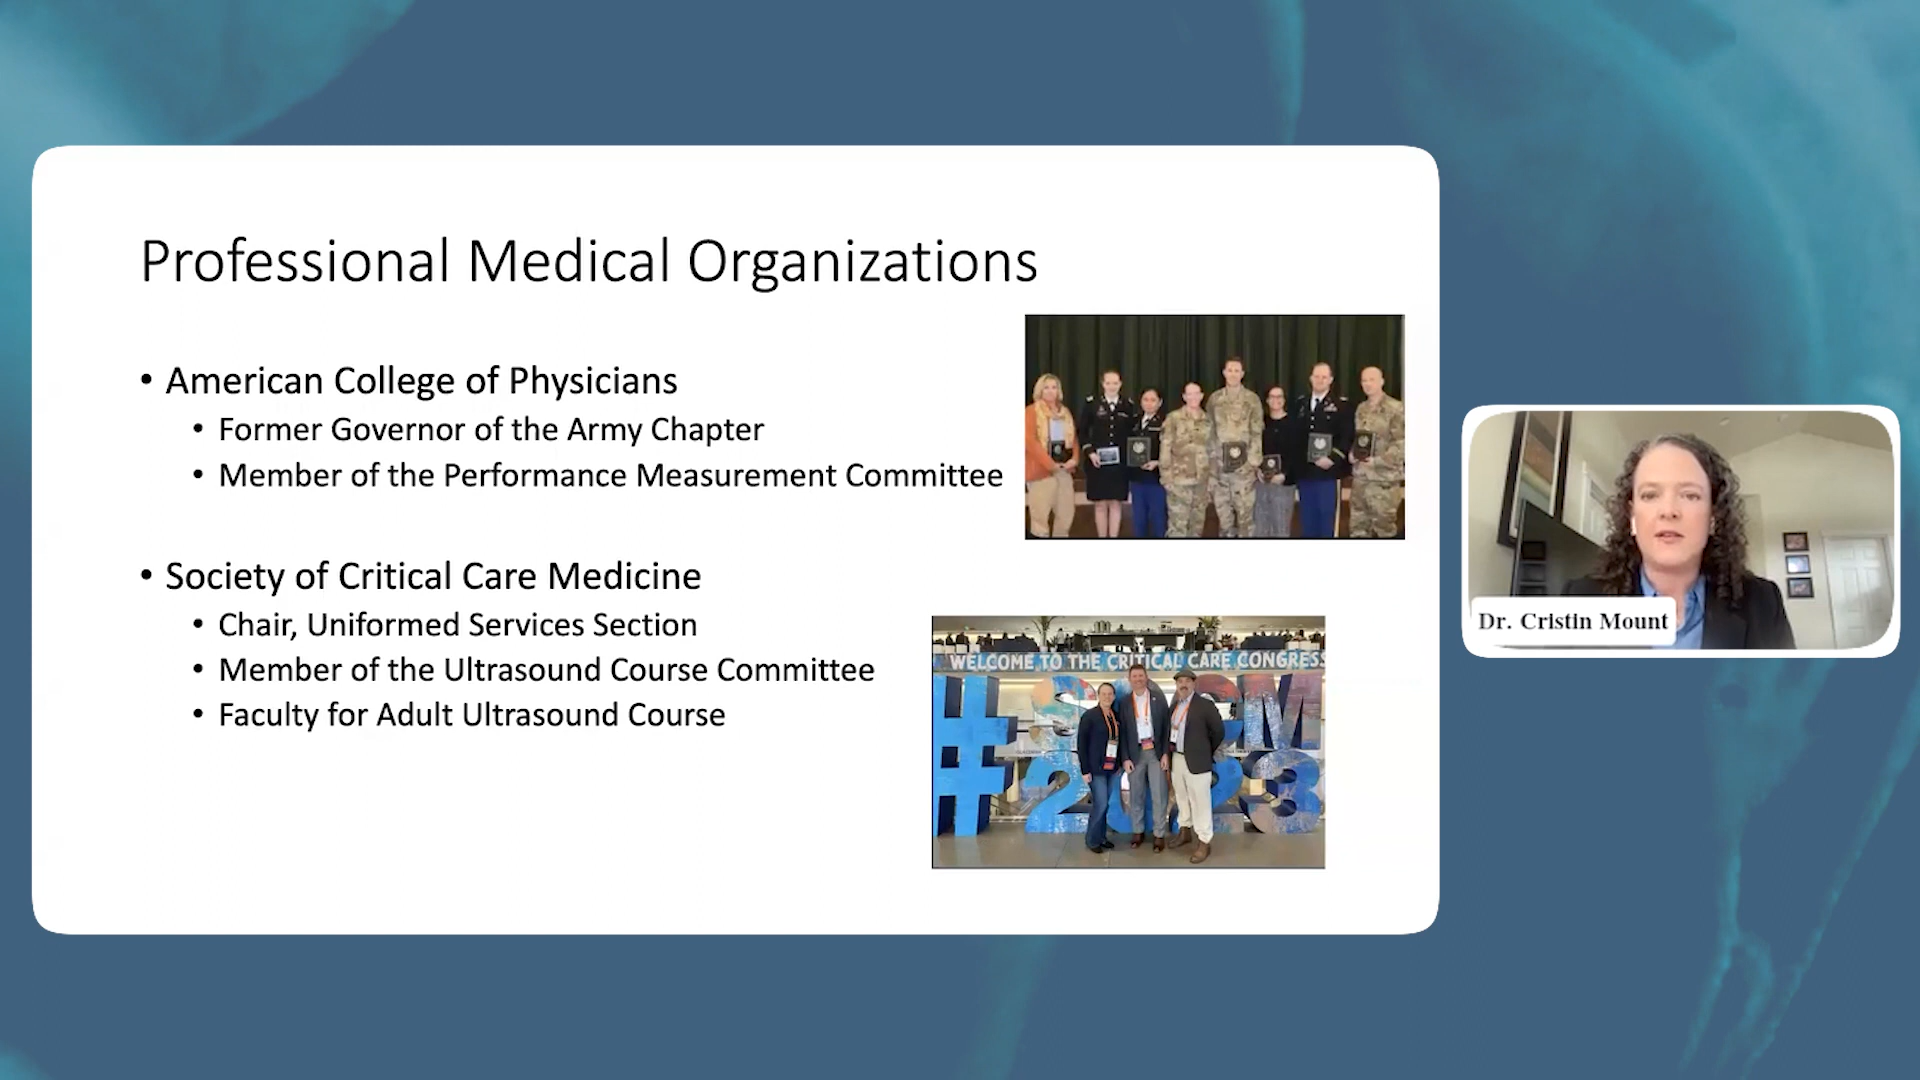 Professional Medical Organizations
• American College of Physicians
• Former Governor of the Army Chapter
• Member of the Performance Measurement Committee
• Society of Critical Care Medicine
• Chair, Uniformed Services Section
• Member of the Ultrasound Course Committee
• Faculty for Adult Ultrasound Course
WELCOME TO THE CRITICAL CARE CONGRESS
#SCCM
#2023
Dr. Cristin Mount